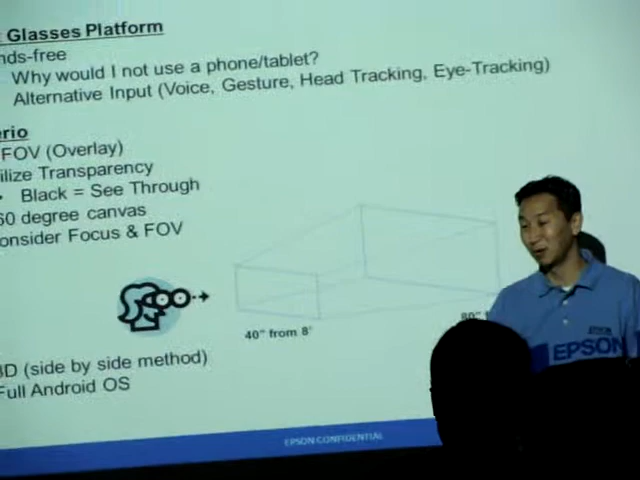 Glasses Platform
nds-free
Why would I not use a phone/tablet?
Alternative Input (Voice, Gesture, Head Tracking, Eye-Tracking)
erio
FOV (Overlay)
ilize Transparency
• Black = See Through
60 degree canvas
onsider Focus & FOV
40" from 8'
80"
3D (side by side method)
Full Android OS
EPSON CONFIDENTIAL
EPSON
EPSON